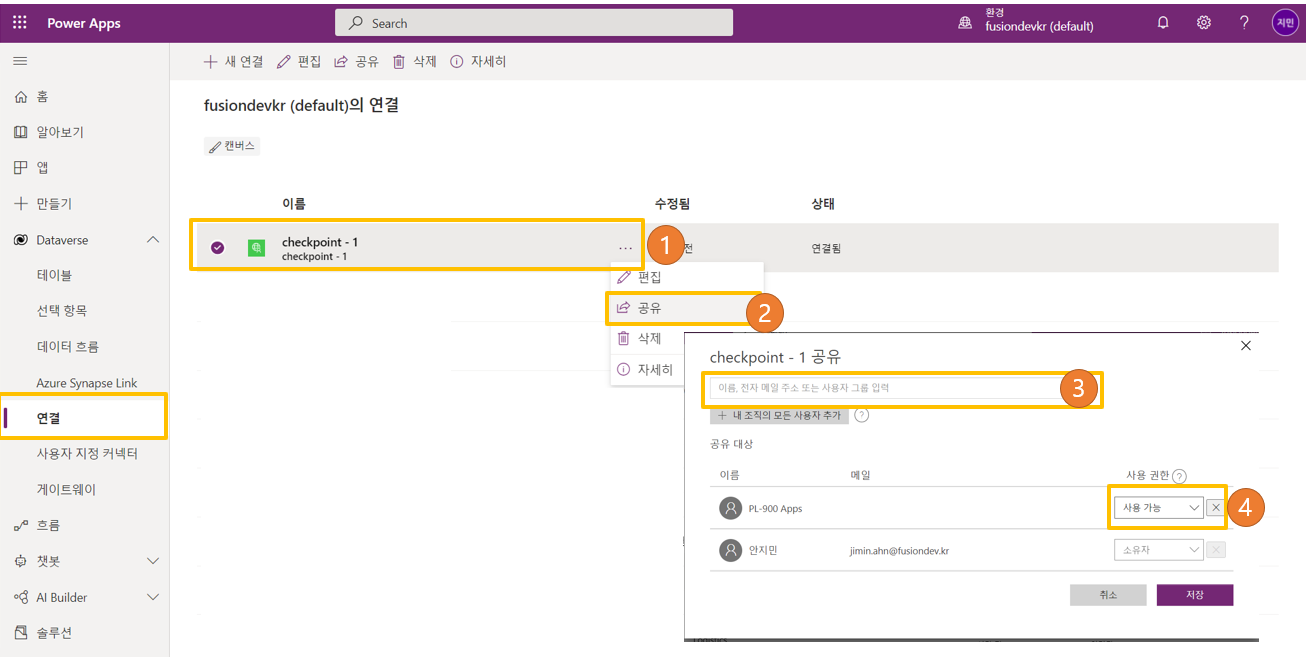 Power Apps
Search
환경
fusiondevkr (default)
지민
새 연결 편집 공유 삭제 자세히
홈
알아보기
앱
만들기
Dataverse
테이블
선택 항목
데이터 흐름
Azure Synapse Link
연결
사용자 지정 커넥터
게이트웨이
흐름
챗봇
AI Builder
솔루션
fusiondevkr (default)의 연결
캔버스
이름 수정됨 상태
checkpoint - 1
checkpoint - 1
... 1 전 연결됨
편집
공유 2
삭제
자세히
checkpoint - 1 공유
이름, 전자 메일 주소 또는 사용자 그룹 입력 3
내 조직의 모든 사용자 추가
공유 대상
이름 메일 사용 권한
PL-900 Apps 사용 가능 4
안지민 jimin.ahn@fusiondev.kr 소유자
취소 저장